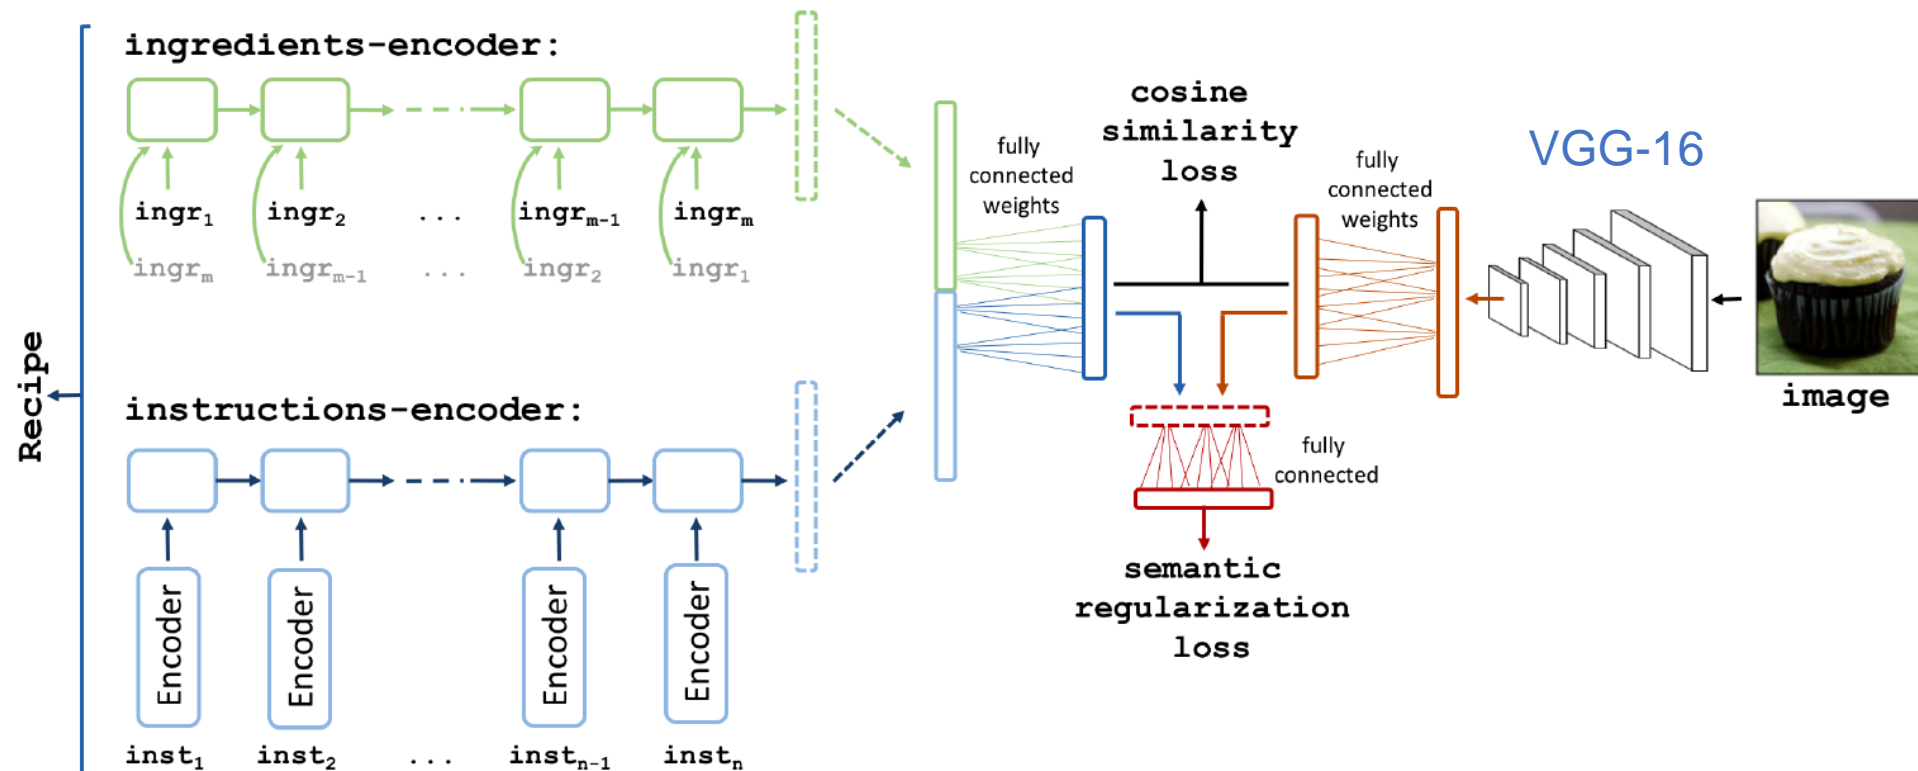 Recipe
ingredients-encoder:
ingr₁ ingr₂ ... ingrₘ₋₁ ingrₘ
ingrₘ ingrₘ₋₁ ... ingr₂ ingr₁
instructions-encoder:
Encoder Encoder Encoder Encoder
inst₁ inst₂ ... instₙ₋₁ instₙ
fully
connected
weights
cosine
similarity
loss
fully
connected
weights
VGG-16
image
fully
connected
semantic
regularization
loss